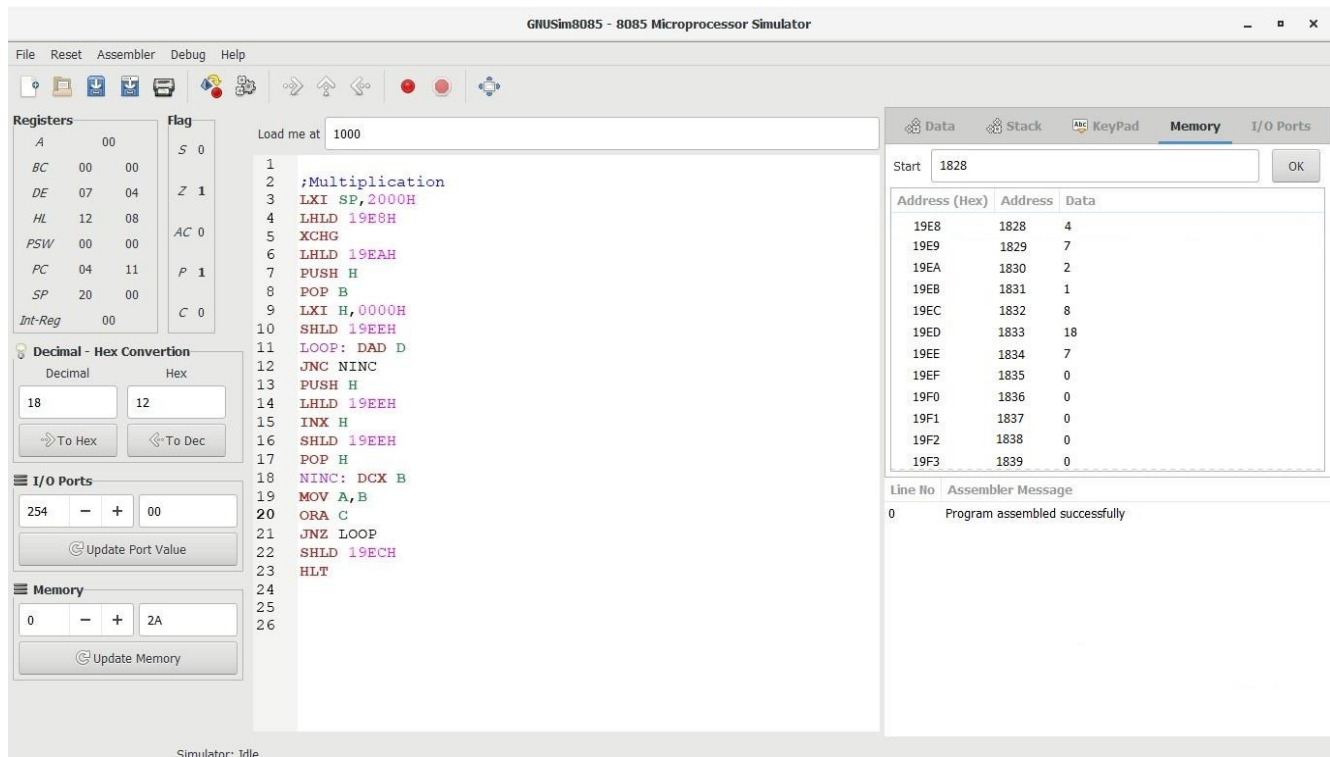 GNUSim8085 - 8085 Microprocessor Simulator
File Reset Assembler Debug Help
Registers
A 00
BC 00 00
DE 07 04
HL 12 08
PSW 00 00
PC 04 11
SP 20 00
Int-Reg 00
Flag
S 0
Z 1
AC 0
P 1
C 0
Decimal - Hex Convertion
Decimal Hex
18 12
To Hex To Dec
I/O Ports
254 − + 00
Update Port Value
Memory
0 − + 2A
Update Memory
Load me at 1000
1
2 ;Multiplication
3 LXI SP,2000H
4 LHLD 19E8H
5 XCHG
6 LHLD 19EAH
7 PUSH H
8 POP B
9 LXI H,0000H
10 SHLD 19EEH
11 LOOP: DAD D
12 JNC NINC
13 PUSH H
14 LHLD 19EEH
15 INX H
16 SHLD 19EEH
17 POP H
18 NINC: DCX B
19 MOV A,B
20 ORA C
21 JNZ LOOP
22 SHLD 19ECH
23 HLT
24
25
26
Data Stack Abc KeyPad Memory I/O Ports
Start 1828 OK
Address (Hex) Address Data
19E8 1828 4
19E9 1829 7
19EA 1830 2
19EB 1831 1
19EC 1832 8
19ED 1833 18
19EE 1834 7
19EF 1835 0
19F0 1836 0
19F1 1837 0
19F2 1838 0
19F3 1839 0
Line No Assembler Message
0 Program assembled successfully
Simulator: Idle